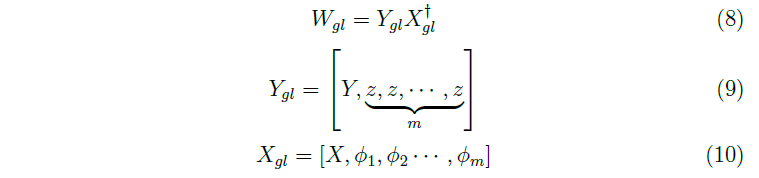 W_{gl} = Y_{gl} X_{gl}^{\dagger} (8)
Y_{gl} = \left[ Y, \underbrace{z, z, \cdots, z}_{m} \right] (9)
X_{gl} = [X, \phi_1, \phi_2 \cdots, \phi_m] (10)